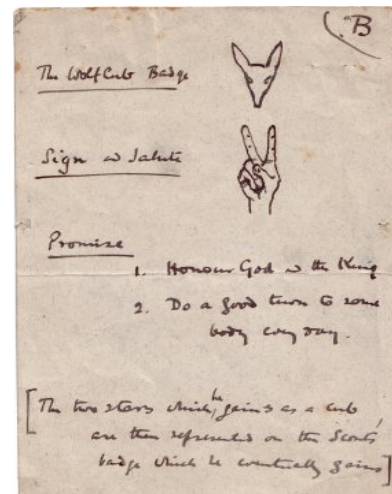 B
The Wolf Cub Badge
Sign & Salute
Promise
1. Honour God & the King
2. Do a good turn to some
body every day.
[The two stars which he gains as a cub,
are then represented on the Scouts
badge which he eventually gains]